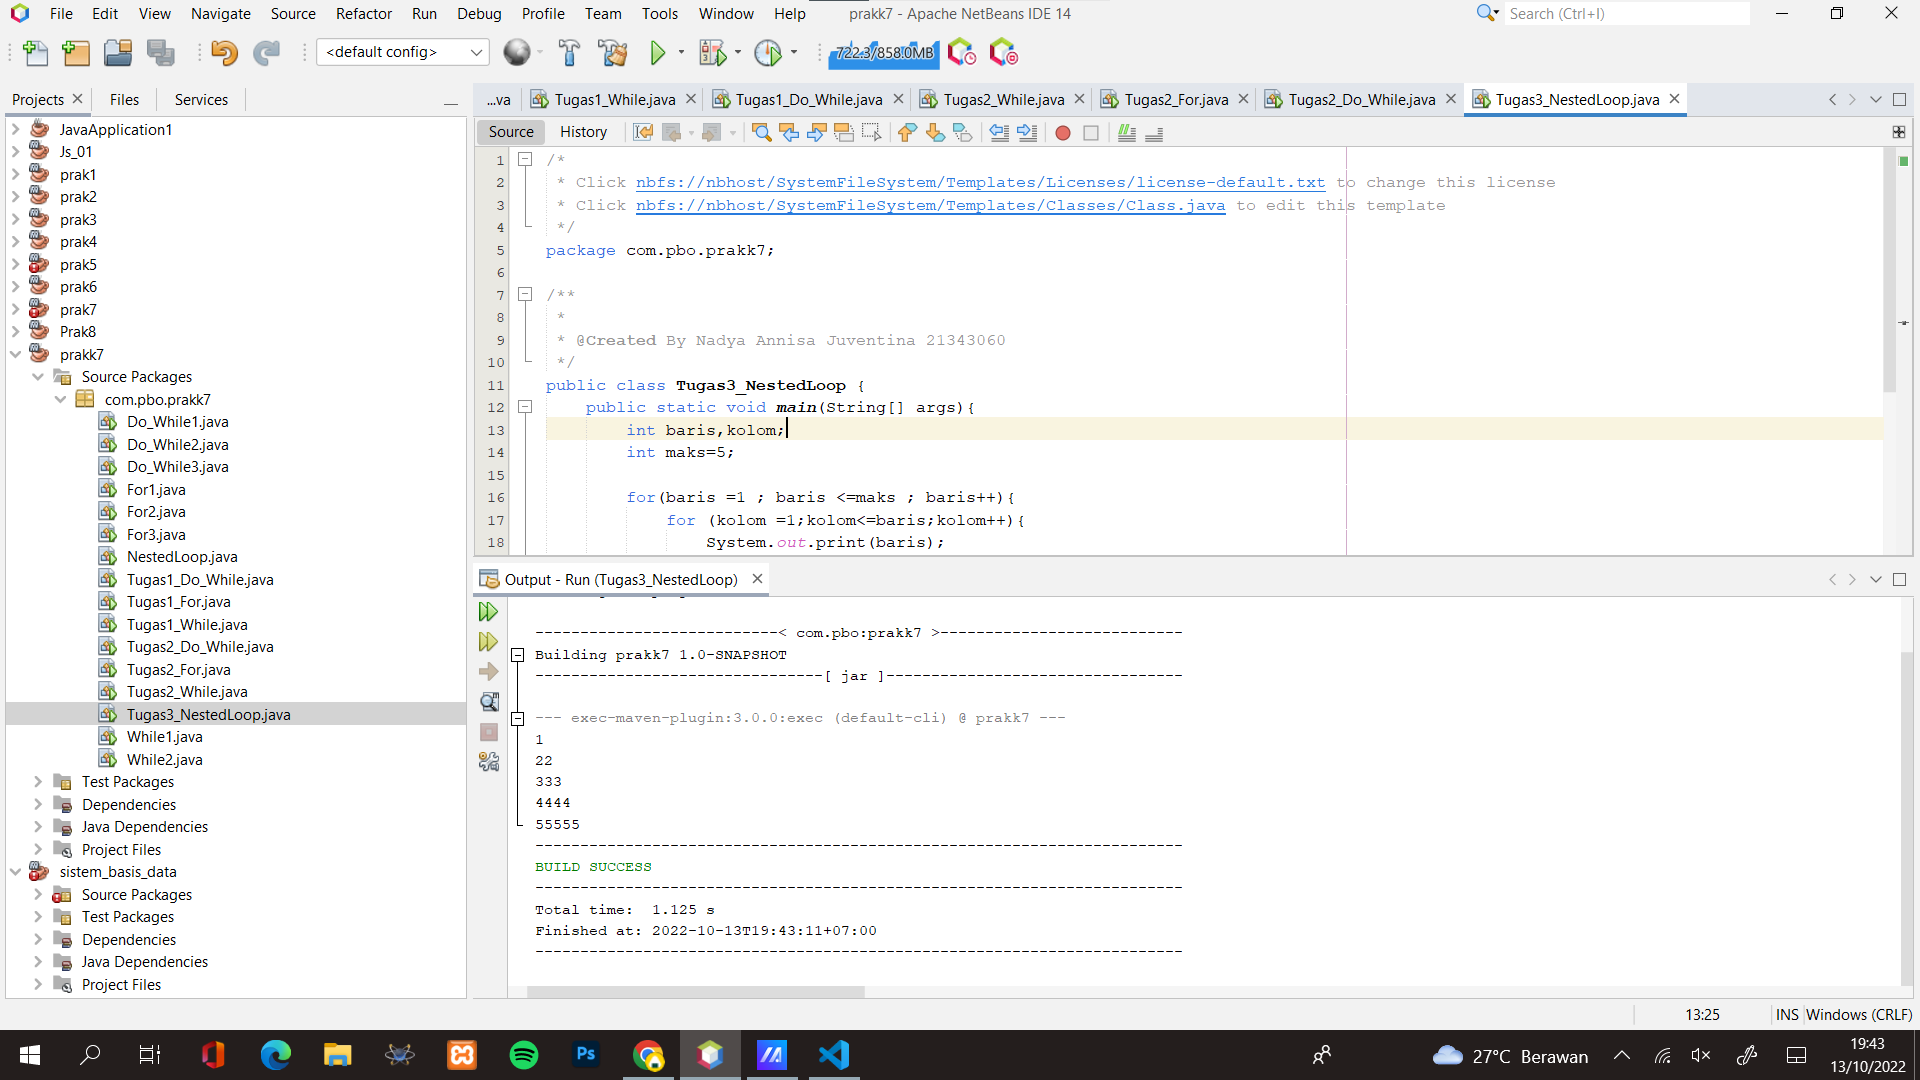 File Edit View Navigate Source Refactor Run Debug Profile Team Tools Window Help prakk7 - Apache NetBeans IDE 14 Search (Ctrl+I)
<default config> 722.3/858.0MB
Projects Files Services
...va Tugas1_While.java Tugas1_Do_While.java Tugas2_While.java Tugas2_For.java Tugas2_Do_While.java Tugas3_NestedLoop.java
Source History
JavaApplication1
Js_01
prak1
prak2
prak3
prak4
prak5
prak6
prak7
Prak8
prakk7
Source Packages
com.pbo.prakk7
Do_While1.java
Do_While2.java
Do_While3.java
For1.java
For2.java
For3.java
NestedLoop.java
Tugas1_Do_While.java
Tugas1_For.java
Tugas1_While.java
Tugas2_Do_While.java
Tugas2_For.java
Tugas2_While.java
Tugas3_NestedLoop.java
While1.java
While2.java
Test Packages
Dependencies
Java Dependencies
Project Files
sistem_basis_data
Source Packages
Test Packages
Dependencies
Java Dependencies
Project Files
1 /*
2 * Click nbfs://nbhost/SystemFileSystem/Templates/Licenses/license-default.txt to change this license
3 * Click nbfs://nbhost/SystemFileSystem/Templates/Classes/Class.java to edit this template
4 */
5 package com.pbo.prakk7;
6
7 /**
8 *
9 * @Created By Nadya Annisa Juventina 21343060
10 */
11 public class Tugas3_NestedLoop {
12 public static void main(String[] args){
13 int baris,kolom;
14 int maks=5;
15
16 for(baris =1 ; baris <=maks ; baris++){
17 for (kolom =1;kolom<=baris;kolom++){
18 System.out.print(baris);
Output - Run (Tugas3_NestedLoop)
---------------------------< com.pbo:prakk7 >---------------------------
Building prakk7 1.0-SNAPSHOT
--------------------------------[ jar ]---------------------------------
--- exec-maven-plugin:3.0.0:exec (default-cli) @ prakk7 ---
1
22
333
4444
55555
------------------------------------------------------------------------
BUILD SUCCESS
------------------------------------------------------------------------
Total time:  1.125 s
Finished at: 2022-10-13T19:43:11+07:00
------------------------------------------------------------------------
13:25 INS Windows (CRLF)
Ps
27°C Berawan
19:43
13/10/2022